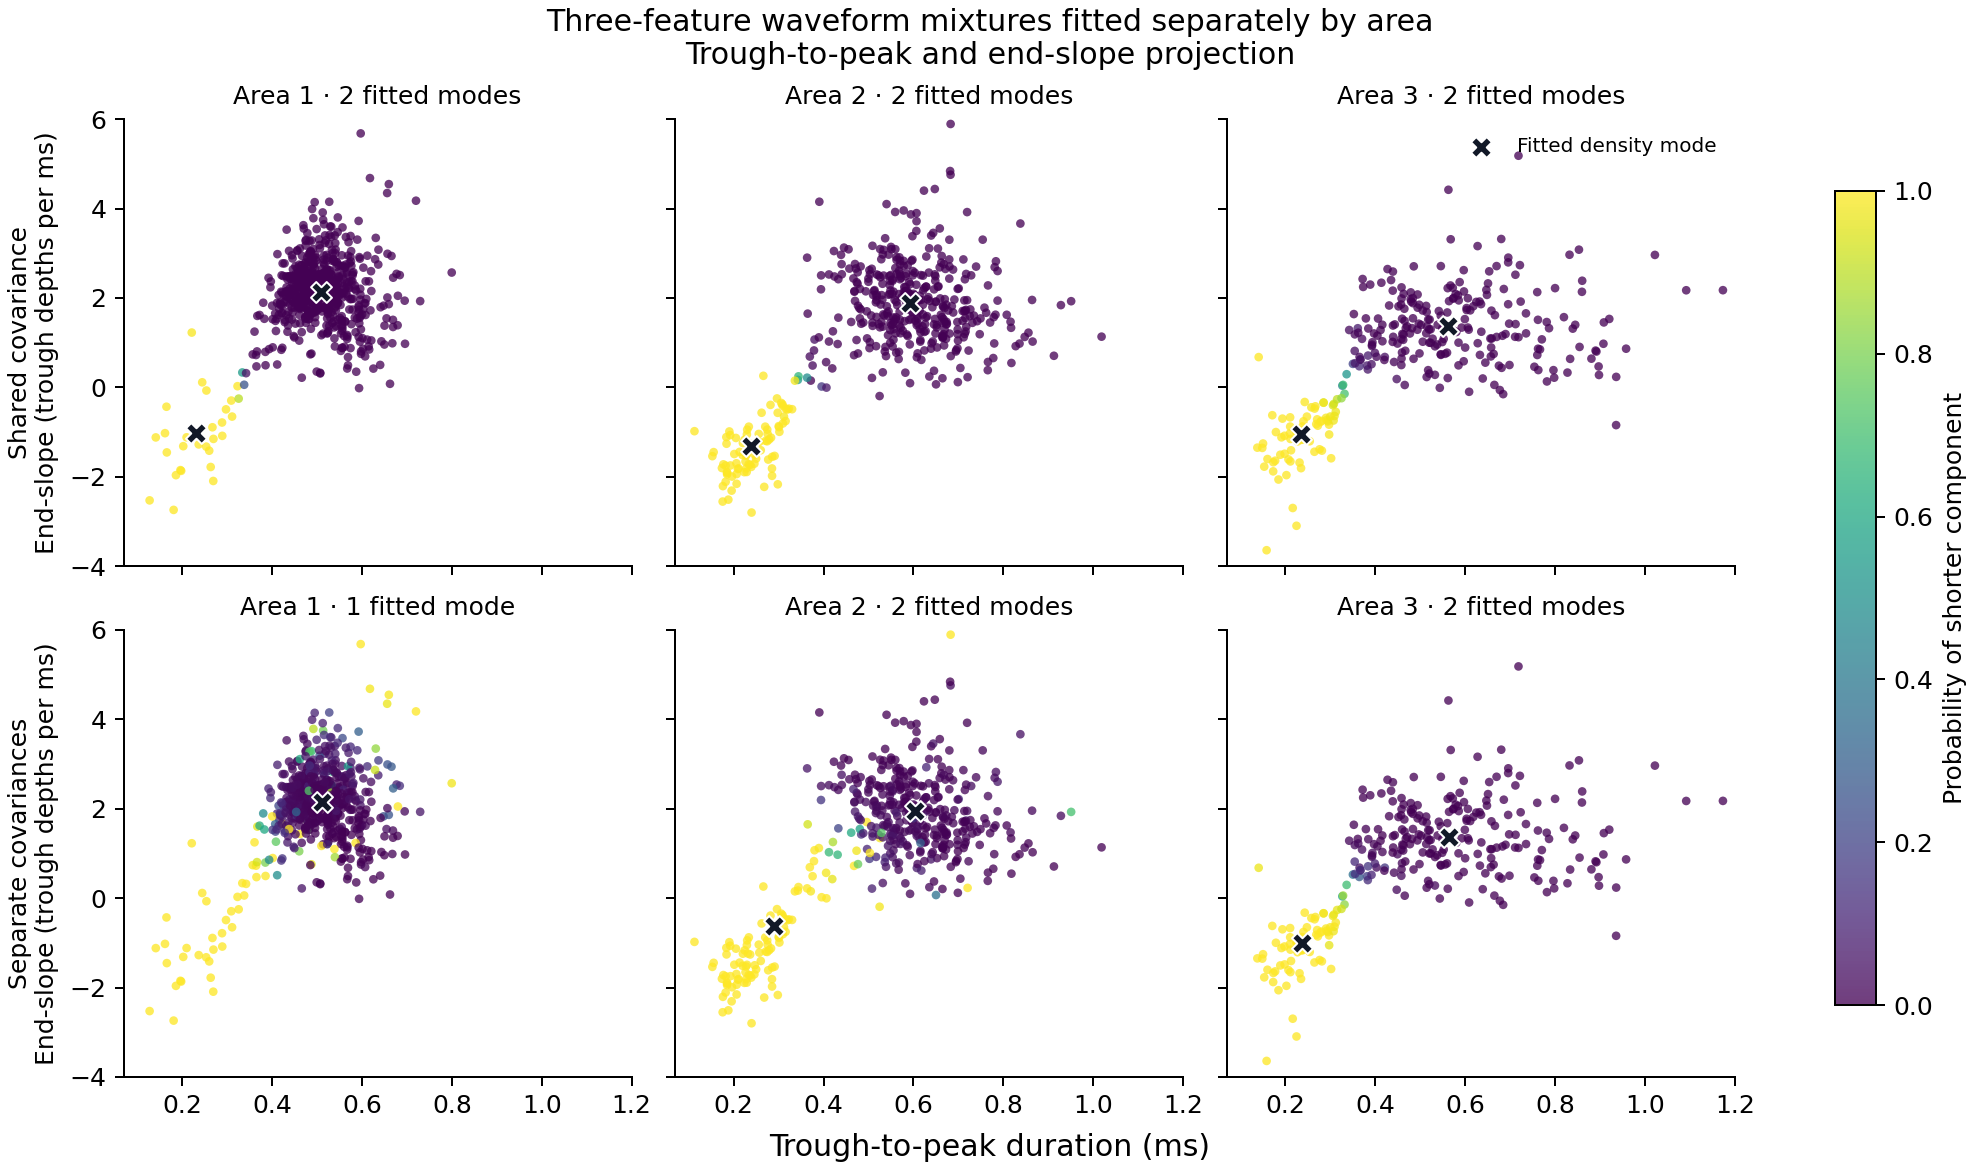 Three-feature waveform mixtures fitted separately by area
Trough-to-peak and end-slope projection
Area 1 · 2 fitted modes
Area 2 · 2 fitted modes
Area 3 · 2 fitted modes
Shared covariance
End-slope (trough depths per ms)
6
4
2
0
−2
−4
Fitted density mode
Area 1 · 1 fitted mode
Area 2 · 2 fitted modes
Area 3 · 2 fitted modes
Separate covariances
End-slope (trough depths per ms)
6
4
2
0
−2
−4
0.2 0.4 0.6 0.8 1.0 1.2
0.2 0.4 0.6 0.8 1.0 1.2
0.2 0.4 0.6 0.8 1.0 1.2
Trough-to-peak duration (ms)
1.0
0.8
0.6
0.4
0.2
0.0
Probability of shorter component